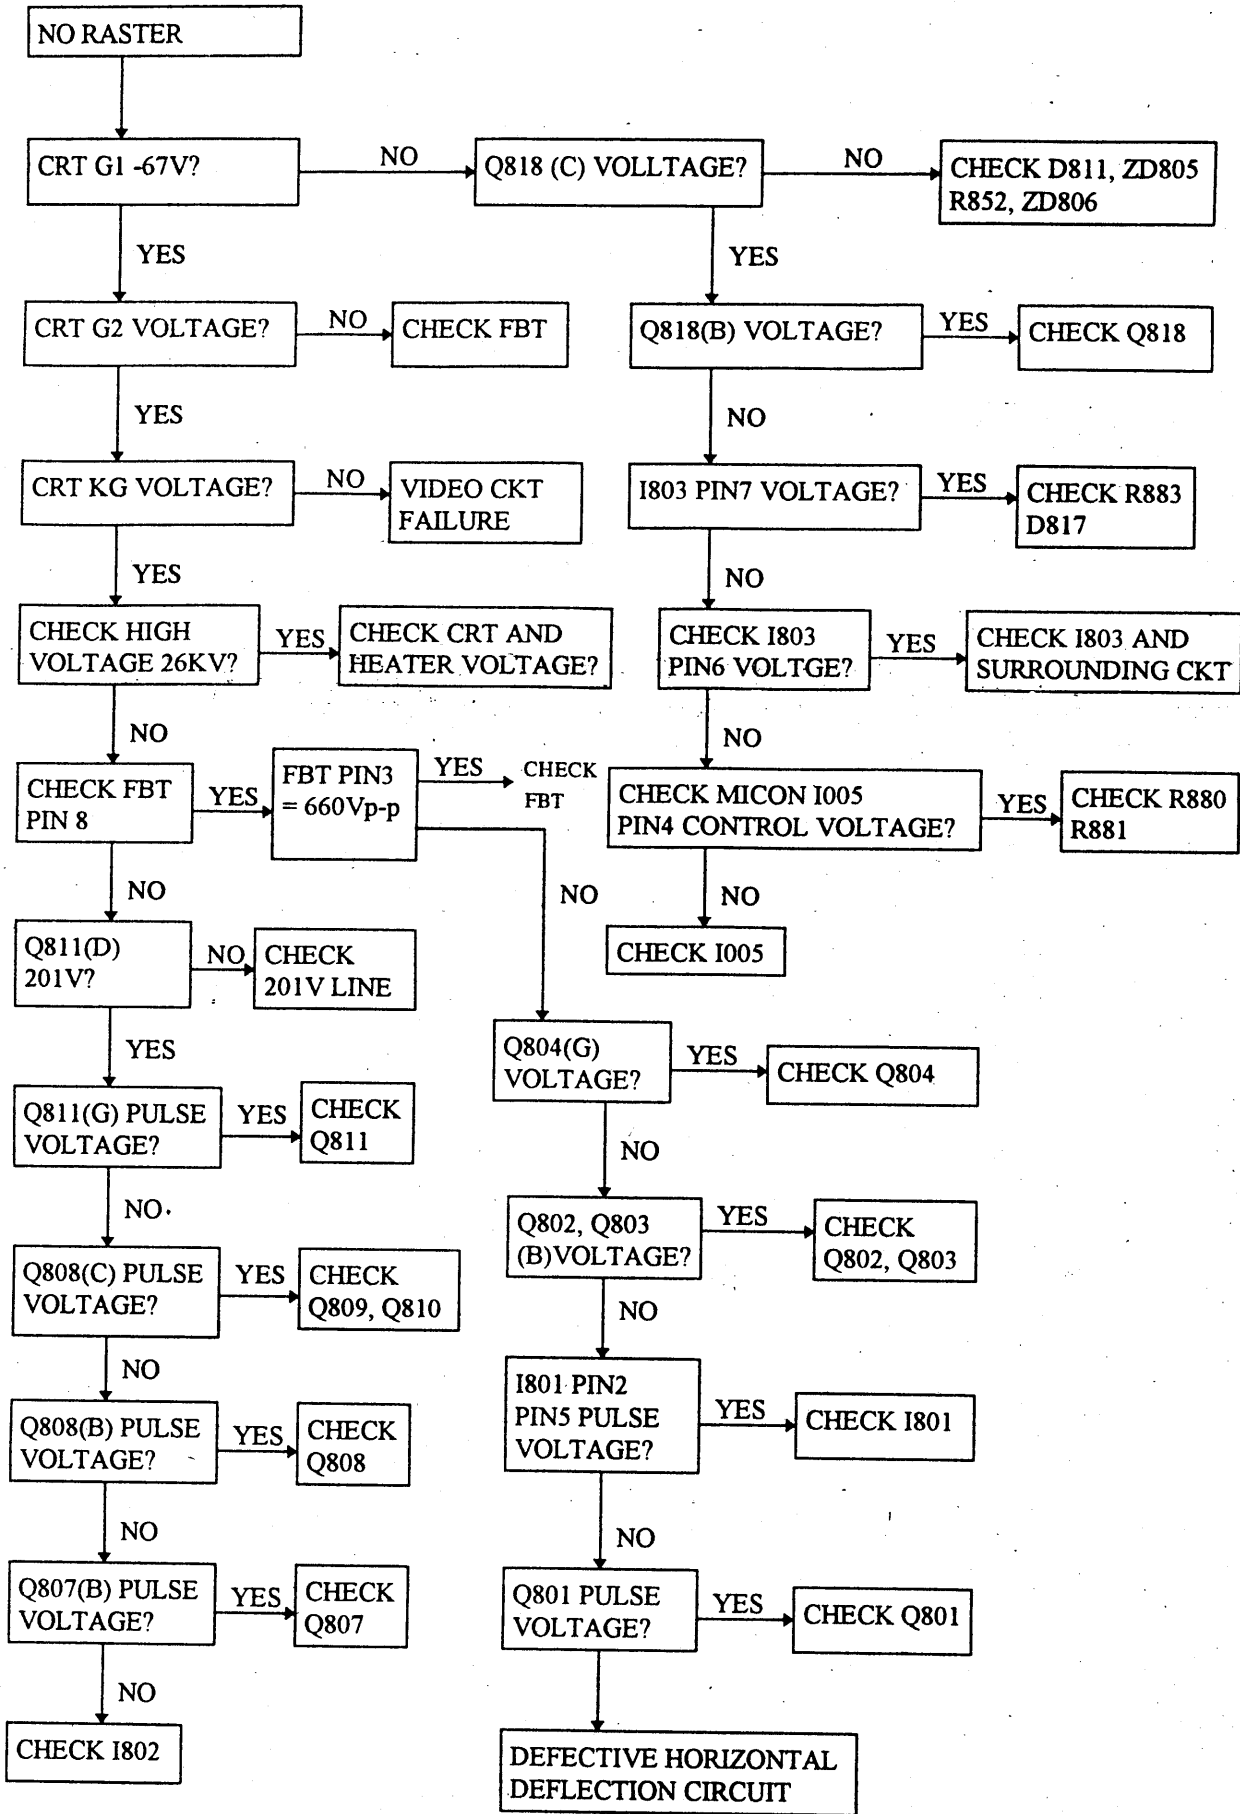 NO RASTER
CRT G1 -67V?
NO
Q818 (C) VOLLTAGE?
NO
CHECK D811, ZD805
R852, ZD806
YES
YES
CRT G2 VOLTAGE?
NO
CHECK FBT
Q818(B) VOLTAGE?
YES
CHECK Q818
YES
NO
CRT KG VOLTAGE?
NO
VIDEO CKT
FAILURE
I803 PIN7 VOLTAGE?
YES
CHECK R883
D817
YES
NO
CHECK HIGH
VOLTAGE 26KV?
YES
CHECK CRT AND
HEATER VOLTAGE?
CHECK I803
PIN6 VOLTGE?
YES
CHECK I803 AND
SURROUNDING CKT
NO
NO
CHECK FBT
PIN 8
YES
FBT PIN3
= 660Vp-p
YES
CHECK
FBT
CHECK MICON I005
PIN4 CONTROL VOLTAGE?
YES
CHECK R880
R881
NO
NO
NO
Q811(D)
201V?
NO
CHECK
201V LINE
CHECK I005
YES
Q804(G)
VOLTAGE?
YES
CHECK Q804
Q811(G) PULSE
VOLTAGE?
YES
CHECK
Q811
NO
NO.
Q802, Q803
(B)VOLTAGE?
YES
CHECK
Q802, Q803
Q808(C) PULSE
VOLTAGE?
YES
CHECK
Q809, Q810
NO
NO
I801 PIN2
PIN5 PULSE
VOLTAGE?
YES
CHECK I801
Q808(B) PULSE
VOLTAGE?
YES
CHECK
Q808
NO
NO
Q807(B) PULSE
VOLTAGE?
YES
CHECK
Q807
Q801 PULSE
VOLTAGE?
YES
CHECK Q801
NO
CHECK I802
DEFECTIVE HORIZONTAL
DEFLECTION CIRCUIT